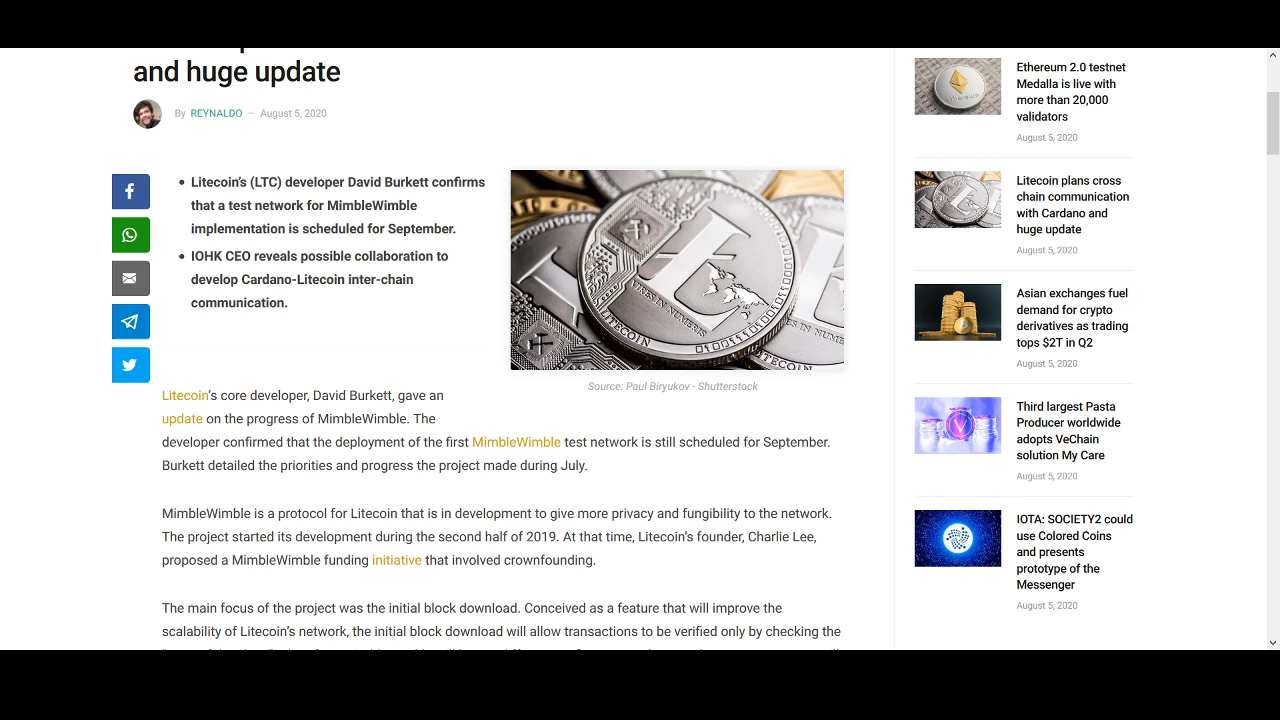 and huge update
By REYNALDO — August 5, 2020
Litecoin's (LTC) developer David Burkett confirms
that a test network for MimbleWimble
implementation is scheduled for September.
IOHK CEO reveals possible collaboration to
develop Cardano-Litecoin inter-chain
communication.
LITECOIN
VIRES IN NUMERIS
Source: Paul Biryukov - Shutterstock
Litecoin's core developer, David Burkett, gave an
update on the progress of MimbleWimble. The
developer confirmed that the deployment of the first MimbleWimble test network is still scheduled for September.
Burkett detailed the priorities and progress the project made during July.
MimbleWimble is a protocol for Litecoin that is in development to give more privacy and fungibility to the network.
The project started its development during the second half of 2019. At that time, Litecoin's founder, Charlie Lee,
proposed a MimbleWimble funding initiative that involved crownfounding.
The main focus of the project was the initial block download. Conceived as a feature that will improve the
scalability of Litecoin's network, the initial block download will allow transactions to be verified only by checking the
Ethereum 2.0 testnet
Medalla is live with
more than 20,000
validators
August 5, 2020
Litecoin plans cross
chain communication
with Cardano and
huge update
August 5, 2020
Asian exchanges fuel
demand for crypto
derivatives as trading
tops $2T in Q2
August 5, 2020
Third largest Pasta
Producer worldwide
adopts VeChain
solution My Care
August 5, 2020
IOTA: SOCIETY2 could
use Colored Coins
and presents
prototype of the
Messenger
August 5, 2020